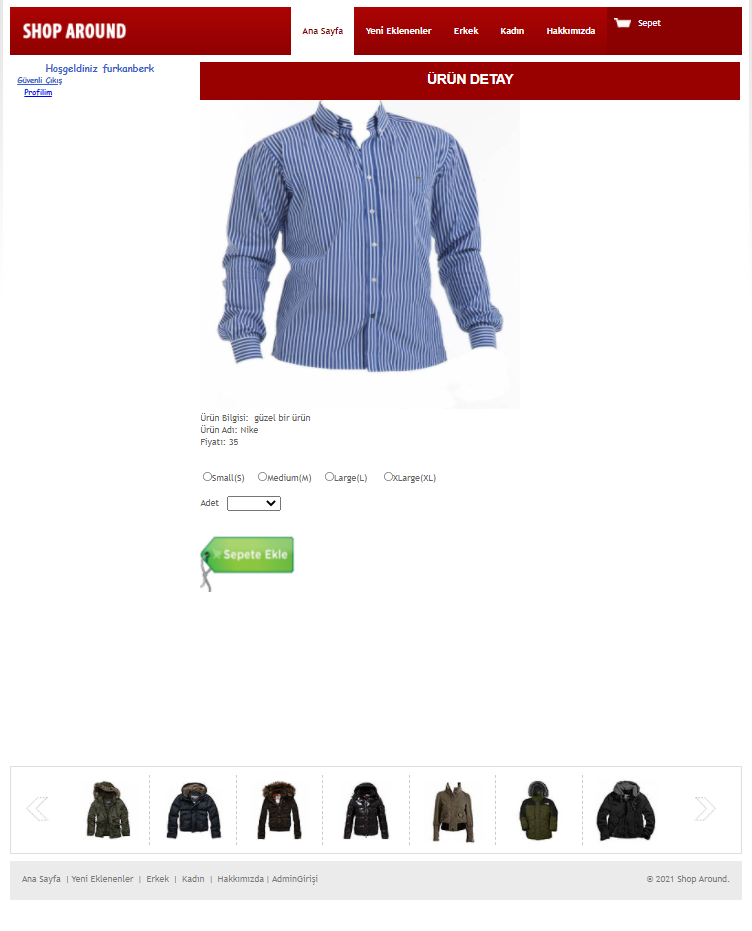 SHOP AROUND
Ana Sayfa
Yeni Eklenenler
Erkek
Kadın
Hakkımızda
Sepet
Hoşgeldiniz furkanberk
Güvenli Çıkış
Profilim
ÜRÜN DETAY
Ürün Bilgisi: güzel bir ürün
Ürün Adı: Nike
Fiyatı: 35
Small(S) Medium(M) Large(L) XLarge(XL)
Adet
Sepete Ekle
Ana Sayfa | Yeni Eklenenler | Erkek | Kadın | Hakkımızda | AdminGirişi
© 2021 Shop Around.